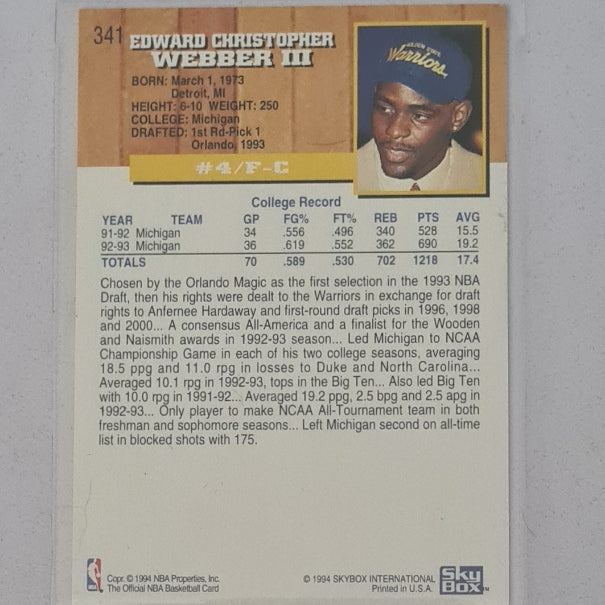 341
EDWARD CHRISTOPHER
WEBBER III
BORN: March 1, 1973
Detroit, MI
HEIGHT: 6-10 WEIGHT: 250
COLLEGE: Michigan
DRAFTED: 1st Rd-Pick 1
Orlando, 1993
#4/F-C
GOLDEN STATE
Warriors
College Record
YEAR TEAM GP FG% FT% REB PTS AVG
91-92 Michigan 34 .556 .496 340 528 15.5
92-93 Michigan 36 .619 .552 362 690 19.2
TOTALS 70 .589 .530 702 1218 17.4
Chosen by the Orlando Magic as the first selection in the 1993 NBA
Draft, then his rights were dealt to the Warriors in exchange for draft
rights to Anfernee Hardaway and first-round draft picks in 1996, 1998
and 2000... A consensus All-America and a finalist for the Wooden
and Naismith awards in 1992-93 season... Led Michigan to NCAA
Championship Game in each of his two college seasons, averaging
18.5 ppg and 11.0 rpg in losses to Duke and North Carolina...
Averaged 10.1 rpg in 1992-93, tops in the Big Ten... Also led Big Ten
with 10.0 rpg in 1991-92... Averaged 19.2 ppg, 2.5 bpg and 2.5 apg in
1992-93... Only player to make NCAA All-Tournament team in both
freshman and sophomore seasons... Left Michigan second on all-time
list in blocked shots with 175.
Copr. © 1994 NBA Properties, Inc.
The Official NBA Basketball Card
© 1994 SKYBOX INTERNATIONAL
Printed in U.S.A.
Sky
Box
TM